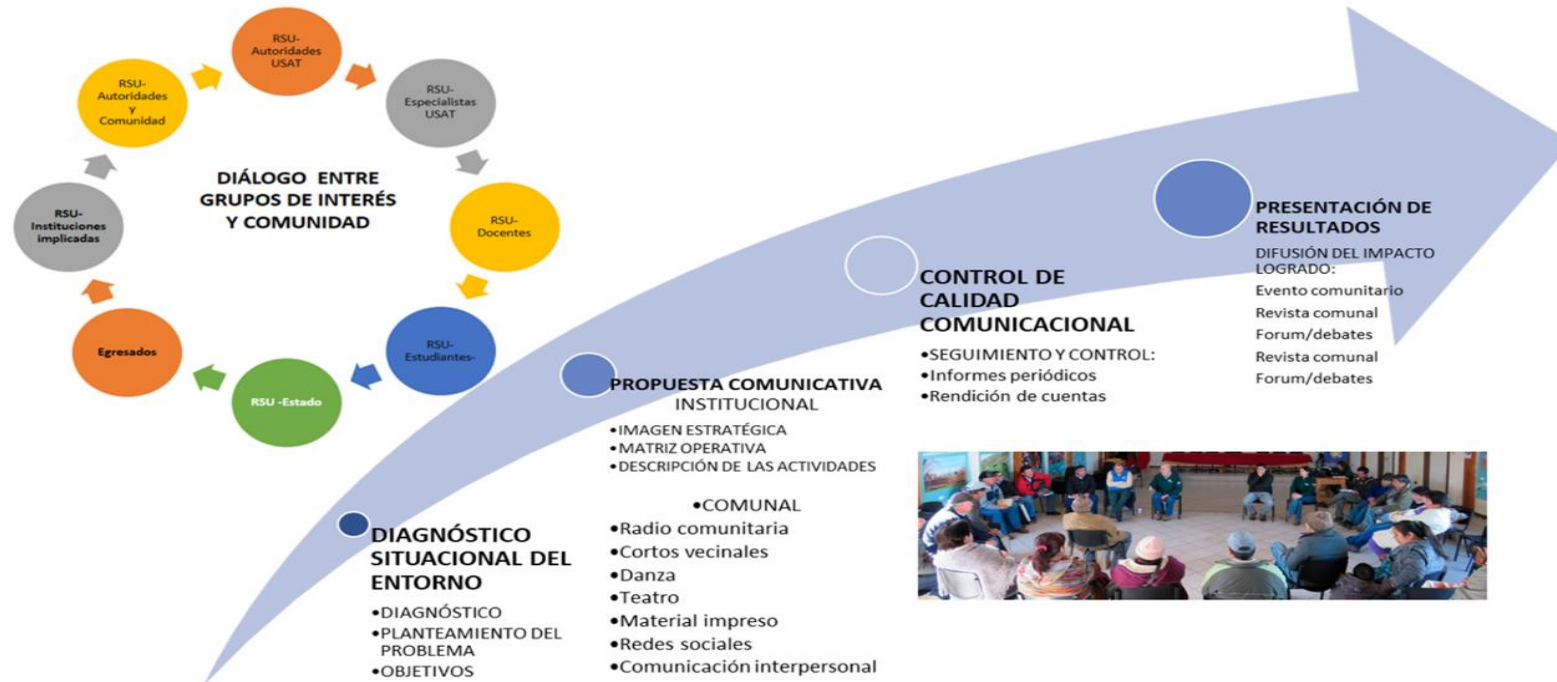 RSU-
Autoridades
USAT
RSU-
Especialistas
USAT
RSU-
Docentes
RSU-
Estudiantes-
RSU -Estado
Egresados
RSU-
Instituciones
implicadas
RSU-
Autoridades
y
Comunidad
DIÁLOGO ENTRE
GRUPOS DE INTERÉS
Y COMUNIDAD
DIAGNÓSTICO
SITUACIONAL DEL
ENTORNO
•DIAGNÓSTICO
•PLANTEAMIENTO DEL
PROBLEMA
•OBJETIVOS
PROPUESTA COMUNICATIVA
INSTITUCIONAL
•IMAGEN ESTRATÉGICA
•MATRIZ OPERATIVA
•DESCRIPCIÓN DE LAS ACTIVIDADES
•COMUNAL
•Radio comunitaria
•Cortos vecinales
•Danza
•Teatro
•Material impreso
•Redes sociales
•Comunicación interpersonal
CONTROL DE
CALIDAD
COMUNICACIONAL
•SEGUIMIENTO Y CONTROL:
•Informes periódicos
•Rendición de cuentas
PRESENTACIÓN DE
RESULTADOS
DIFUSIÓN DEL IMPACTO
LOGRADO:
Evento comunitario
Revista comunal
Forum/debates
Revista comunal
Forum/debates